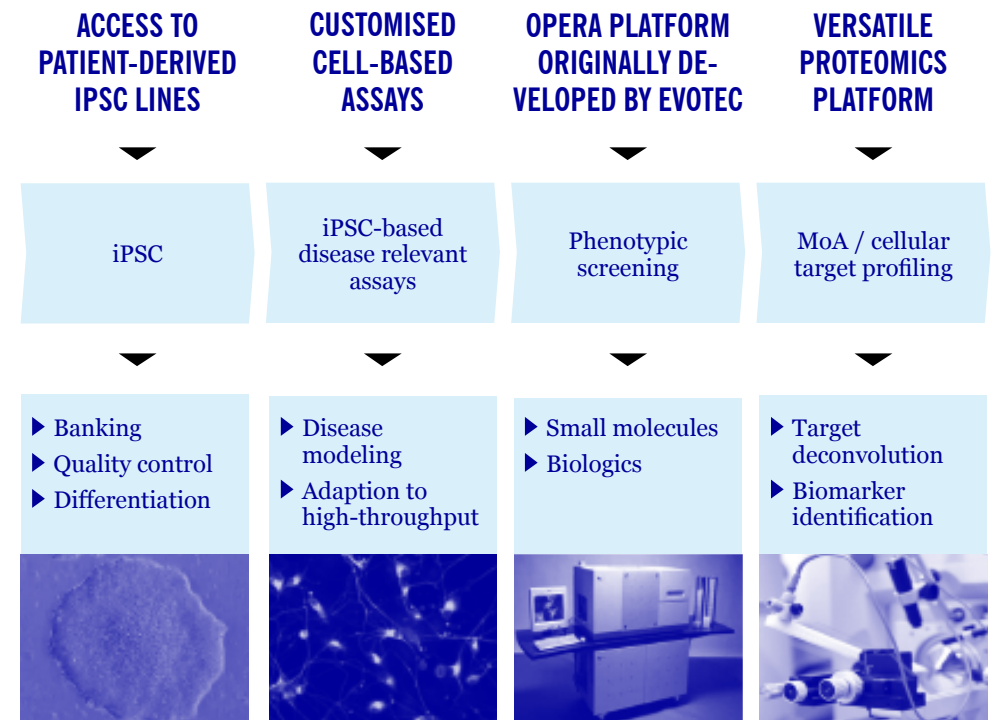 ACCESS TO
PATIENT-DERIVED
IPSC LINES
CUSTOMISED
CELL-BASED
ASSAYS
OPERA PLATFORM
ORIGINALLY DE-
VELOPED BY EVOTEC
VERSATILE
PROTEOMICS
PLATFORM
iPSC
iPSC-based
disease relevant
assays
Phenotypic
screening
MoA / cellular
target profiling
Banking
Quality control
Differentiation
Disease
modeling
Adaption to
high-throughput
Small molecules
Biologics
Target
deconvolution
Biomarker
identification